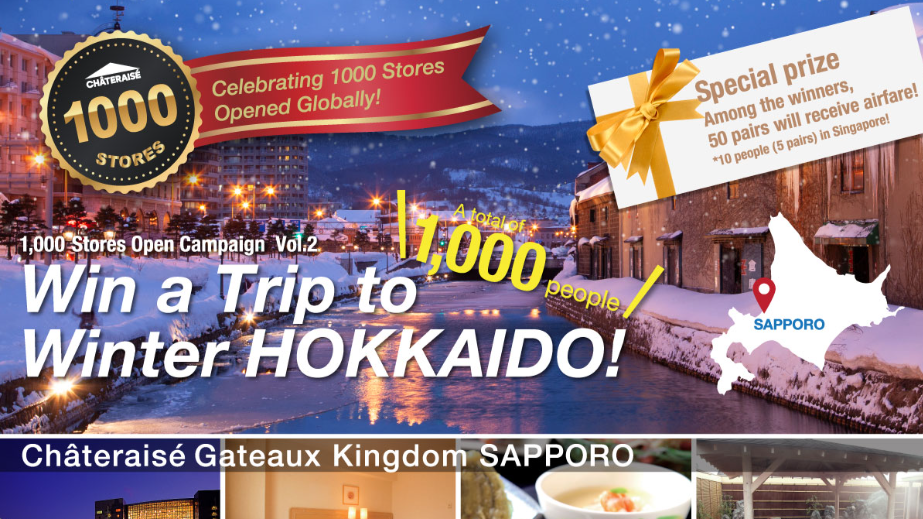 CHÂTERAISÉ
1000
STORES
Celebrating 1000 Stores
Opened Globally!
Special prize
Among the winners,
50 pairs will receive airfare!
*10 people (5 pairs) in Singapore!
1,000 Stores Open Campaign Vol.2
A total of
1,000
people
Win a Trip to
Winter HOKKAIDO!
SAPPORO
Châteraisé Gateaux Kingdom SAPPORO